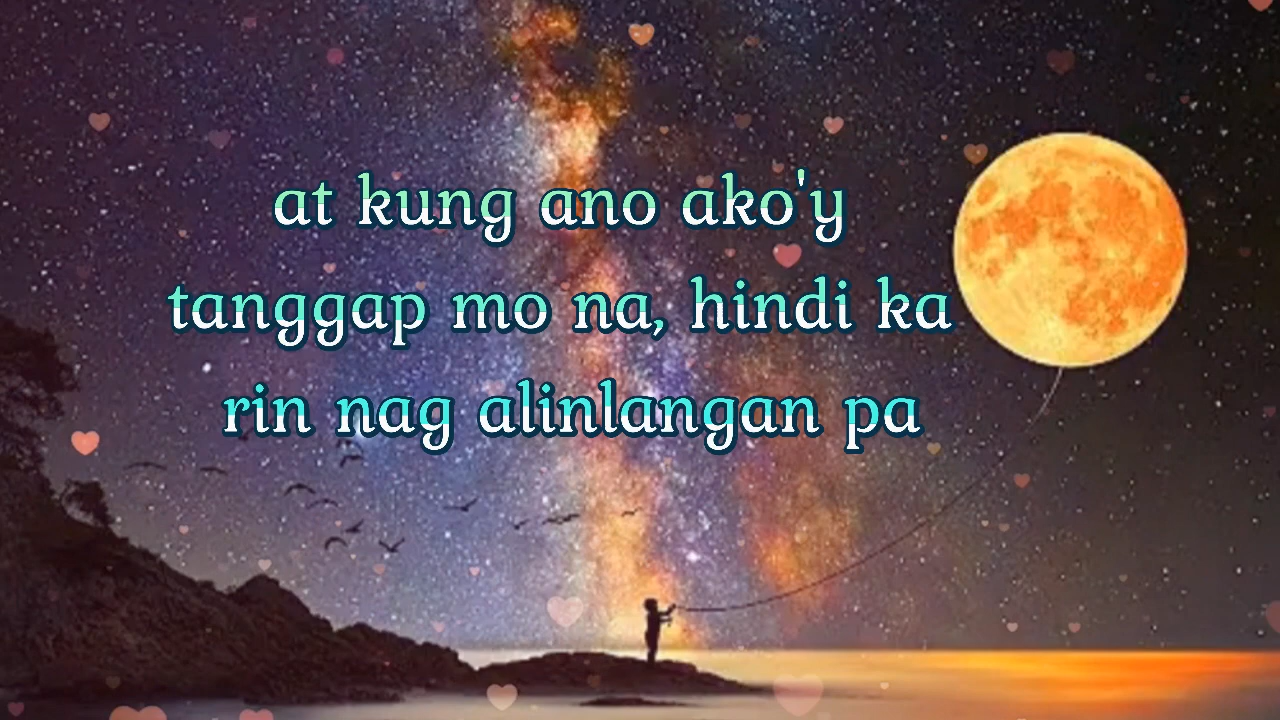 at kung ano ako'y
tanggap mo na, hindi ka
rin nag alinlangan pa